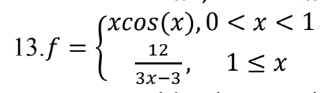 13.f = { xcos(x), 0 < x < 1
12/(3x−3), 1 ≤ x